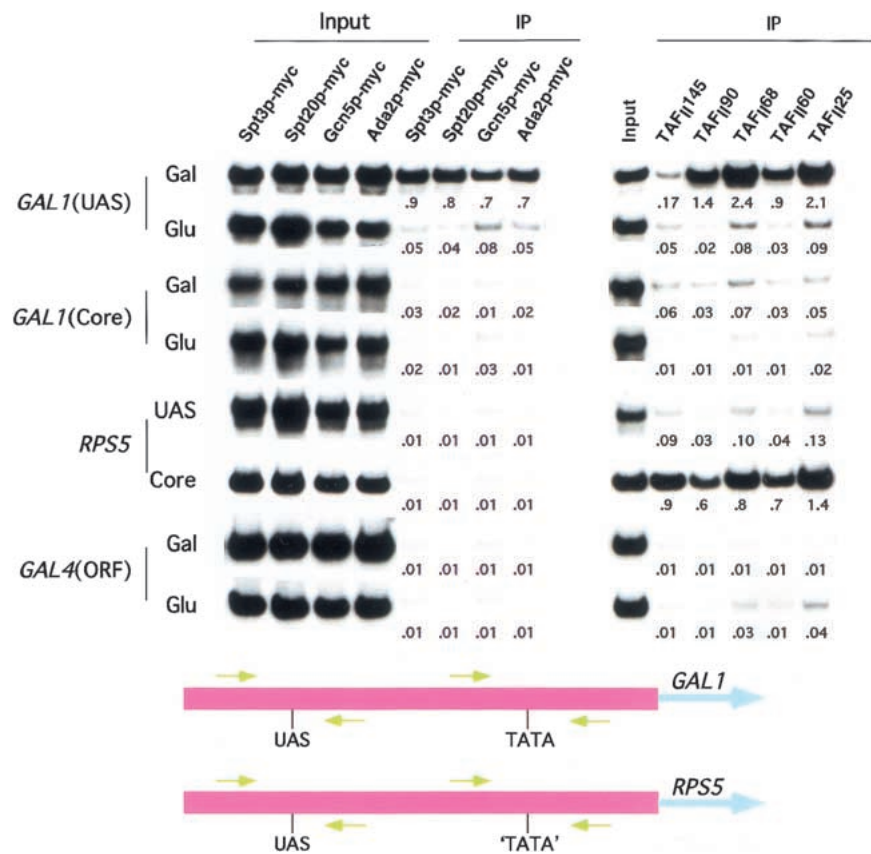 Input IP IP
Spt3p-myc Spt20p-myc Gcn5p-myc Ada2p-myc Spt3p-myc Spt20p-myc Gcn5p-myc Ada2p-myc Input TAFII145 TAFII90 TAFII68 TAFII60 TAFII25
Gal
.9 .8 .7 .7 .17 1.4 2.4 .9 2.1
GAL1(UAS)
Glu
.05 .04 .08 .05 .05 .02 .08 .03 .09
Gal
.03 .02 .01 .02 .06 .03 .07 .03 .05
GAL1(Core)
Glu
.02 .01 .03 .01 .01 .01 .01 .01 .02
UAS
.01 .01 .01 .01 .09 .03 .10 .04 .13
RPS5
Core
.01 .01 .01 .01 .9 .6 .8 .7 1.4
Gal
.01 .01 .01 .01 .01 .01 .01 .01 .01
GAL4(ORF)
Glu
.01 .01 .01 .01 .01 .01 .03 .01 .04
GAL1
UAS TATA
RPS5
UAS 'TATA'